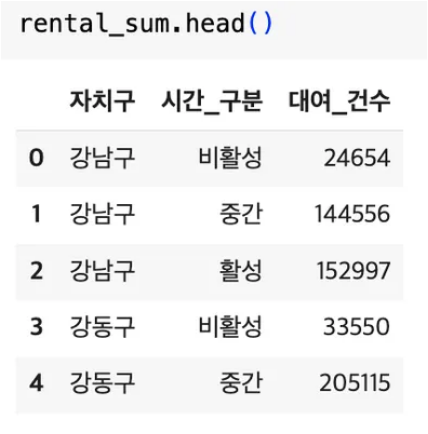 rental_sum.head()
자치구 시간_구분 대여_건수
0 강남구 비활성 24654
1 강남구 중간 144556
2 강남구 활성 152997
3 강동구 비활성 33550
4 강동구 중간 205115